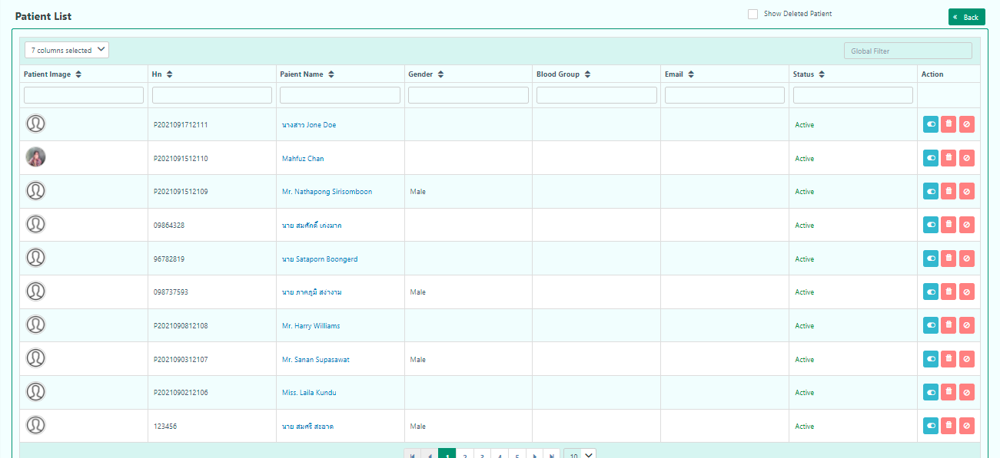 Patient List
Show Deleted Patient
Back
7 columns selected
Global Filter
Patient Image Hn Paient Name Gender Blood Group Email Status Action
P2021091712111 นางสาว Jone Doe Active
P2021091512110 Mahfuz Chan Active
P2021091512109 Mr. Nathapong Sirisomboon Male Active
09864328 นาย สมศักดิ์ เกงมาก Active
96782819 นาย Sataporn Boongerd Active
098737593 นาย ภาคภูมิ สง่างาม Male Active
P2021090812108 Mr. Harry Williams Active
P2021090312107 Mr. Sanan Supasawat Male Active
P2021090212106 Miss. Laila Kundu Active
123456 นาย สมศรี สะอาด Male Active
1 2 3 4 5 10